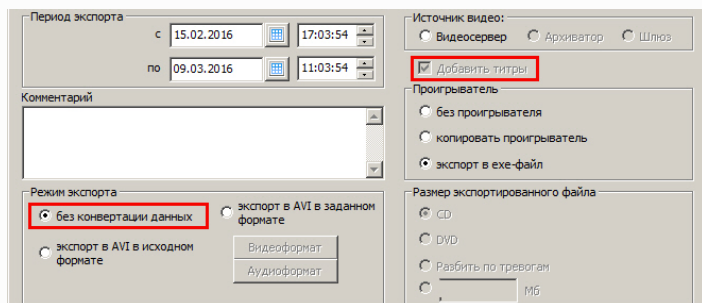 Период экспорта
с 15.02.2016 17:03:54
по 09.03.2016 11:03:54
Комментарий
Режим экспорта
без конвертации данных
экспорт в AVI в заданном
формате
экспорт в AVI в исходном
формате
Видеоформат
Аудиоформат
Источник видео:
Видеосервер Архиватор Шлюз
Добавить титры
Проигрыватель
без проигрывателя
копировать проигрыватель
экспорт в exe-файл
Размер экспортированного файла
CD
DVD
Разбить по тревогам
, Мб